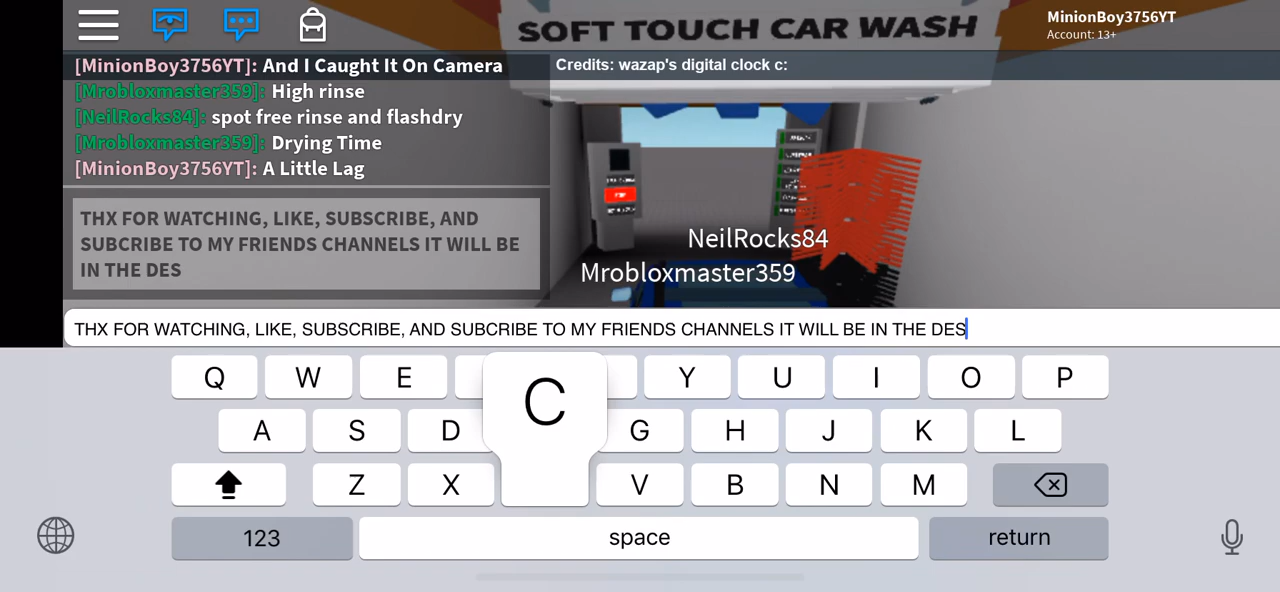 SOFT TOUCH CAR WASH
MinionBoy3756YT
Account: 13+
[MinionBoy3756YT]: And I Caught It On Camera
Credits: wazap's digital clock c:
[Mrobloxmaster359]: High rinse
[NeilRocks84]: spot free rinse and flashdry
[Mrobloxmaster359]: Drying Time
[MinionBoy3756YT]: A Little Lag
THX FOR WATCHING, LIKE, SUBSCRIBE, AND
SUBCRIBE TO MY FRIENDS CHANNELS IT WILL BE
IN THE DES
NeilRocks84
Mrobloxmaster359
THX FOR WATCHING, LIKE, SUBSCRIBE, AND SUBCRIBE TO MY FRIENDS CHANNELS IT WILL BE IN THE DES
Q W E Y U I O P
C
A S D G H J K L
Z X V B N M
123 space return